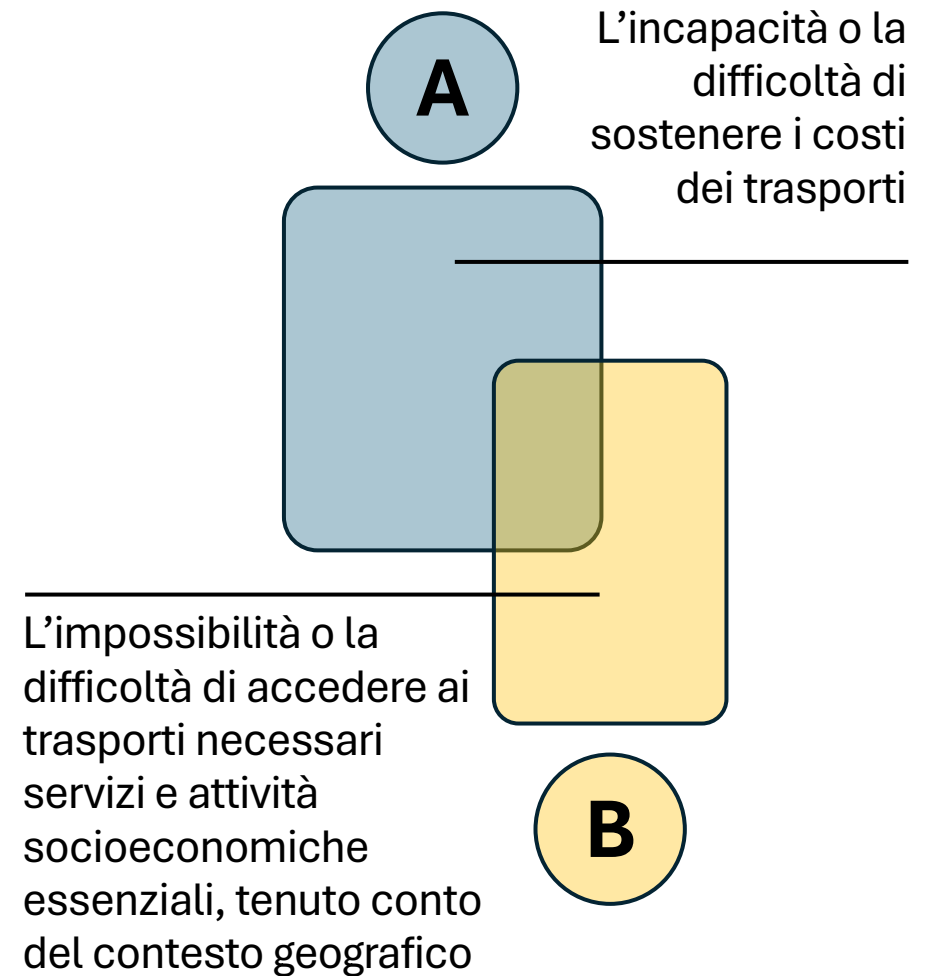 A
L’incapacità o la
difficoltà di
sostenere i costi
dei trasporti
L’impossibilità o la
difficoltà di accedere ai
trasporti necessari
servizi e attività
socioeconomiche
essenziali, tenuto conto
del contesto geografico
B